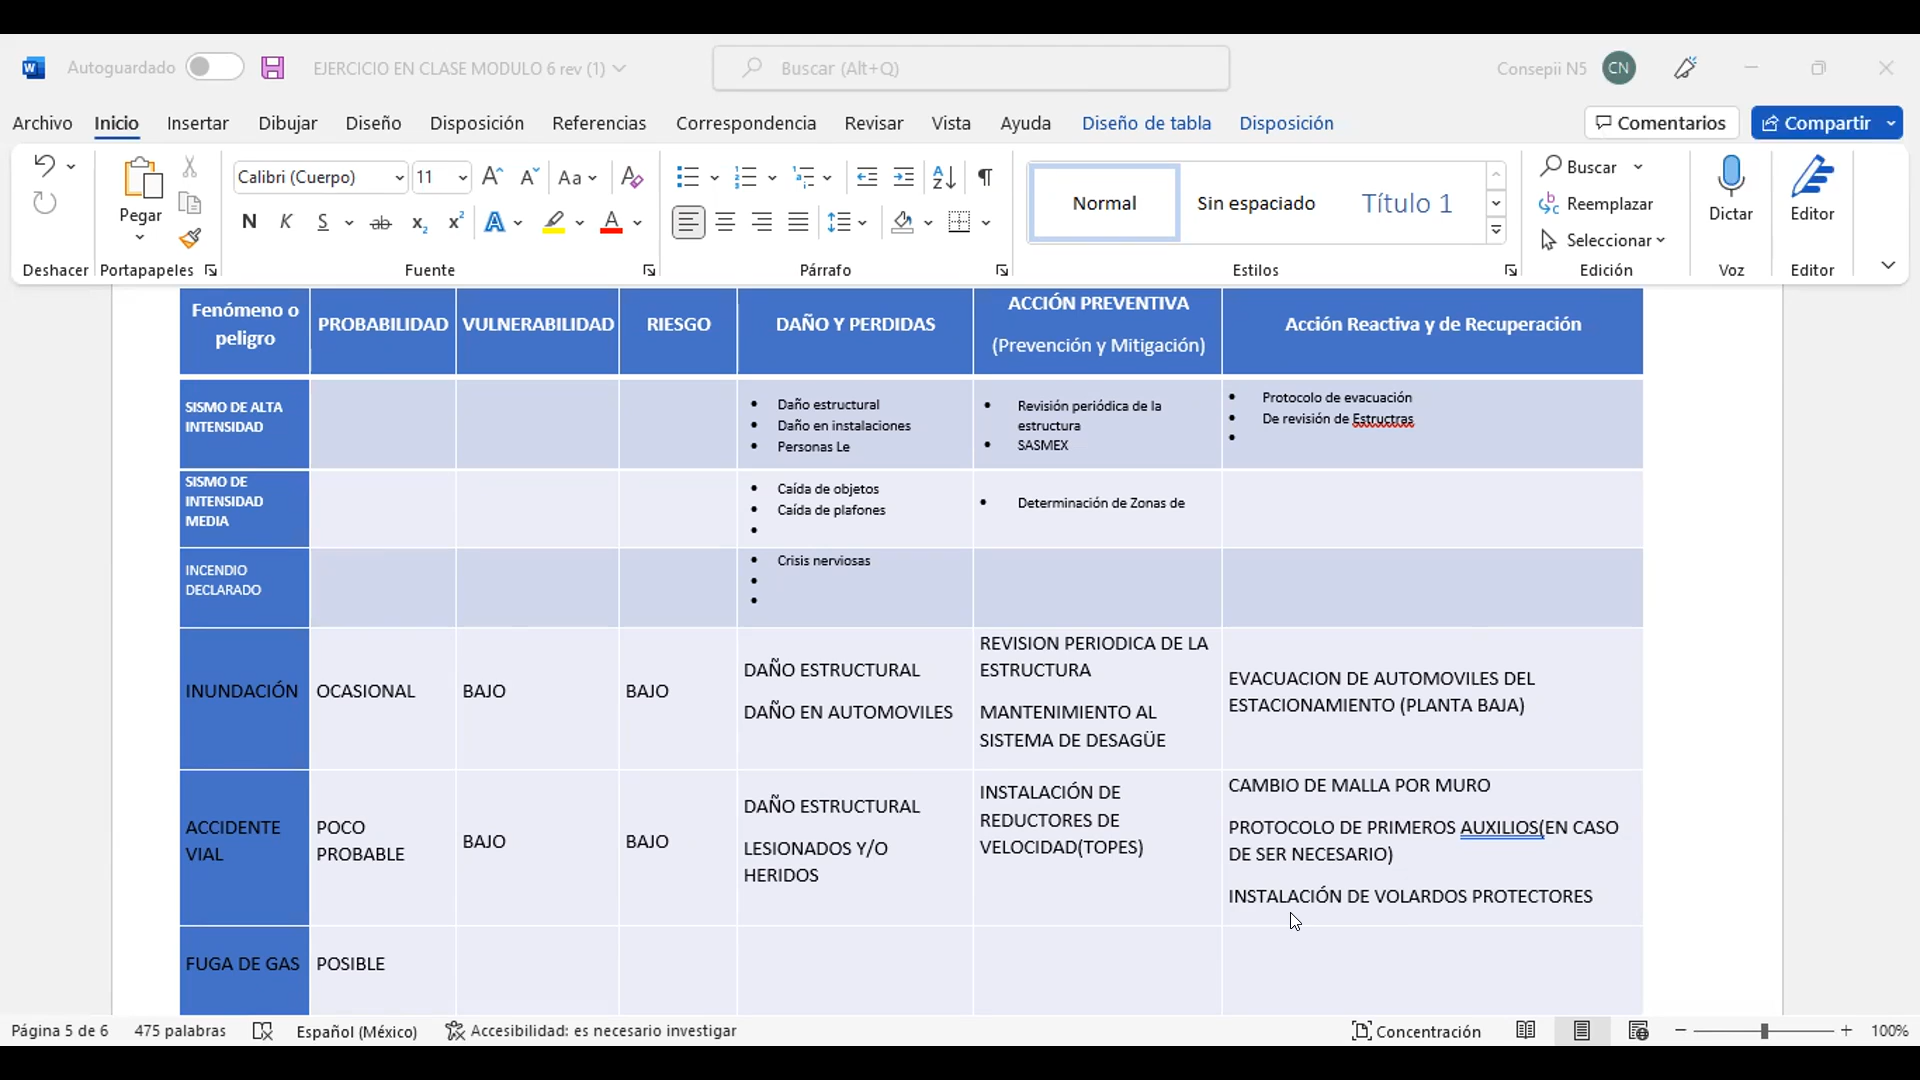 Autoguardado
EJERCICIO EN CLASE MODULO 6 rev (1)
Buscar (Alt+Q)
Consepii N5
CN
Archivo
Inicio
Insertar
Dibujar
Diseño
Disposición
Referencias
Correspondencia
Revisar
Vista
Ayuda
Diseño de tabla
Disposición
Comentarios
Compartir
Pegar
Calibri (Cuerpo)
11
Aa
N K S ab x₂ x² A A
Normal
Sin espaciado
Título 1
Buscar
Reemplazar
Seleccionar
Dictar
Editor
Deshacer
Portapapeles
Fuente
Párrafo
Estilos
Edición
Voz
Editor
Fenómeno o
peligro
PROBABILIDAD
VULNERABILIDAD
RIESGO
DAÑO Y PERDIDAS
ACCIÓN PREVENTIVA
(Prevención y Mitigación)
Acción Reactiva y de Recuperación
SISMO DE ALTA
INTENSIDAD
• Daño estructural
• Daño en instalaciones
• Personas Le
• Revisión periódica de la
estructura
• SASMEX
• Protocolo de evacuación
• De revisión de Estructras
•
SISMO DE
INTENSIDAD
MEDIA
• Caída de objetos
• Caída de plafones
•
• Determinación de Zonas de
INCENDIO
DECLARADO
• Crisis nerviosas
•
•
INUNDACIÓN
OCASIONAL
BAJO
BAJO
DAÑO ESTRUCTURAL
DAÑO EN AUTOMOVILES
REVISION PERIODICA DE LA
ESTRUCTURA
MANTENIMIENTO AL
SISTEMA DE DESAGÜE
EVACUACION DE AUTOMOVILES DEL
ESTACIONAMIENTO (PLANTA BAJA)
ACCIDENTE
VIAL
POCO
PROBABLE
BAJO
BAJO
DAÑO ESTRUCTURAL
LESIONADOS Y/O
HERIDOS
INSTALACIÓN DE
REDUCTORES DE
VELOCIDAD(TOPES)
CAMBIO DE MALLA POR MURO
PROTOCOLO DE PRIMEROS AUXILIOS(EN CASO
DE SER NECESARIO)
INSTALACIÓN DE VOLARDOS PROTECTORES
FUGA DE GAS
POSIBLE
Página 5 de 6
475 palabras
Español (México)
Accesibilidad: es necesario investigar
Concentración
100%